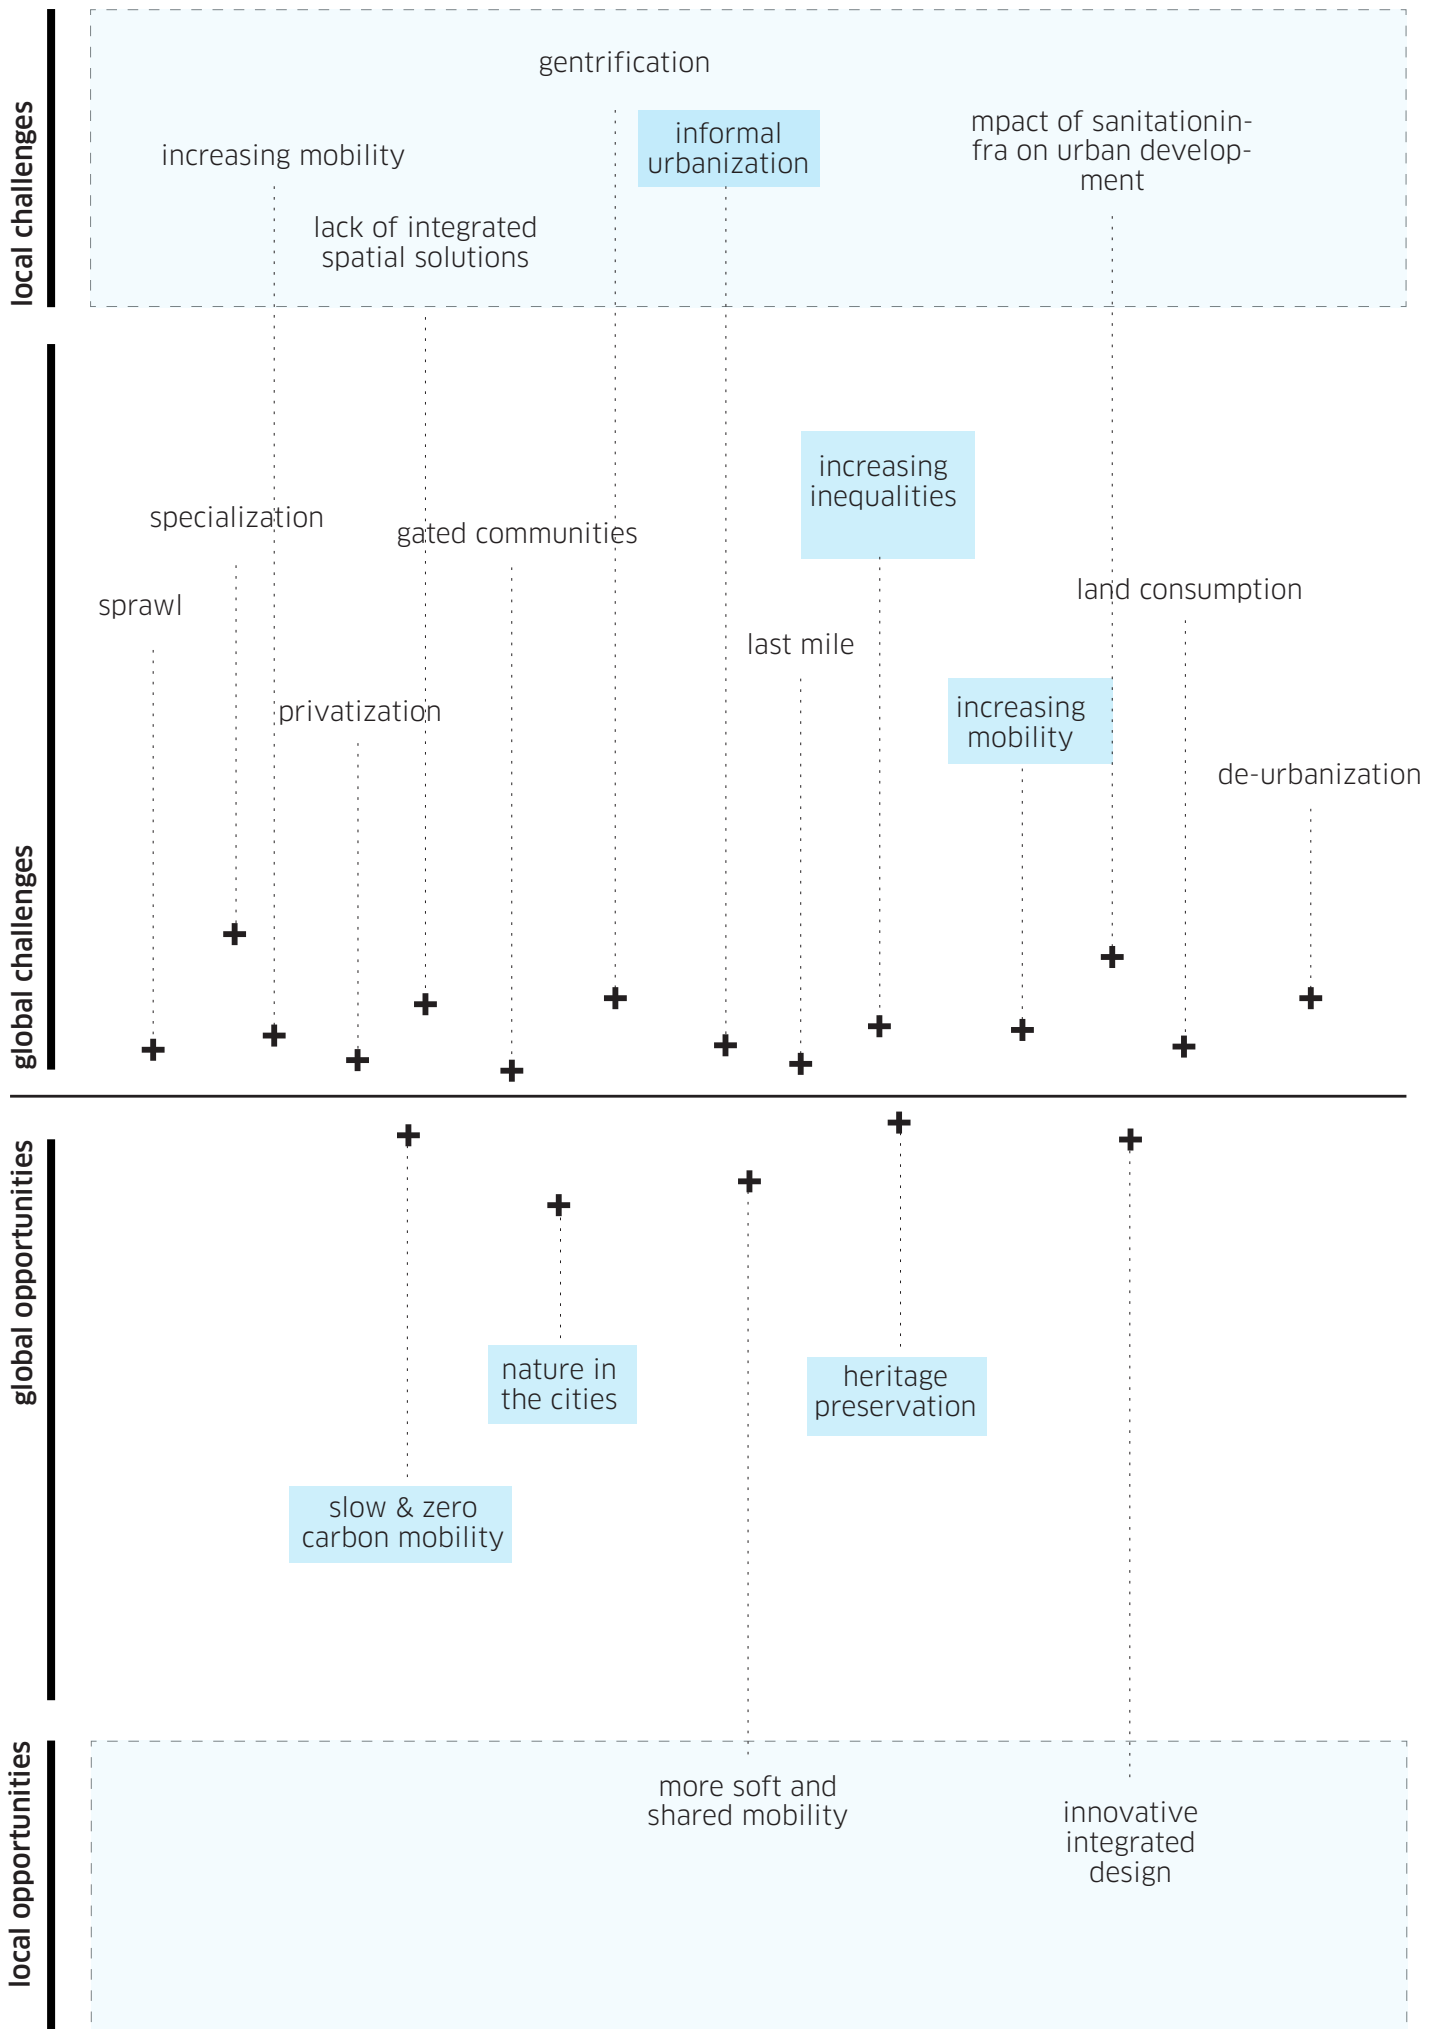 local challenges
gentrification
informal
urbanization
mpact of sanitationin-
fra on urban develop-
ment
increasing mobility
lack of integrated
spatial solutions
global challenges
increasing
inequalities
specialization
gated communities
sprawl
land consumption
last mile
privatization
increasing
mobility
de-urbanization
global opportunities
nature in
the cities
heritage
preservation
slow & zero
carbon mobility
local opportunities
more soft and
shared mobility
innovative
integrated
design